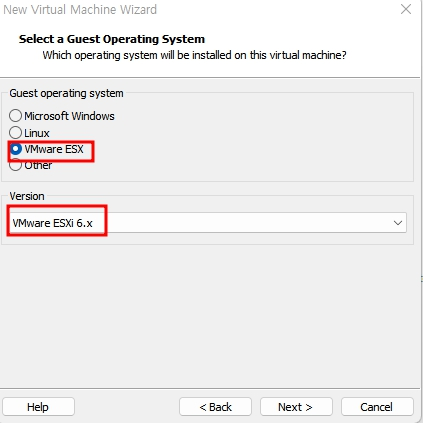 New Virtual Machine Wizard
Select a Guest Operating System
Which operating system will be installed on this virtual machine?
Guest operating system
Microsoft Windows
Linux
VMware ESX
Other
Version
VMware ESXi 6.x
Help
< Back
Next >
Cancel